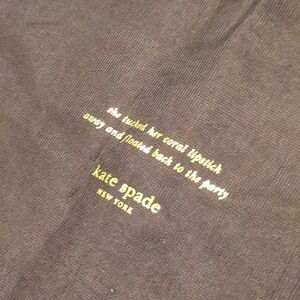 she tucked her coral lipstick
away and floated back to the party
kate spade
NEW YORK